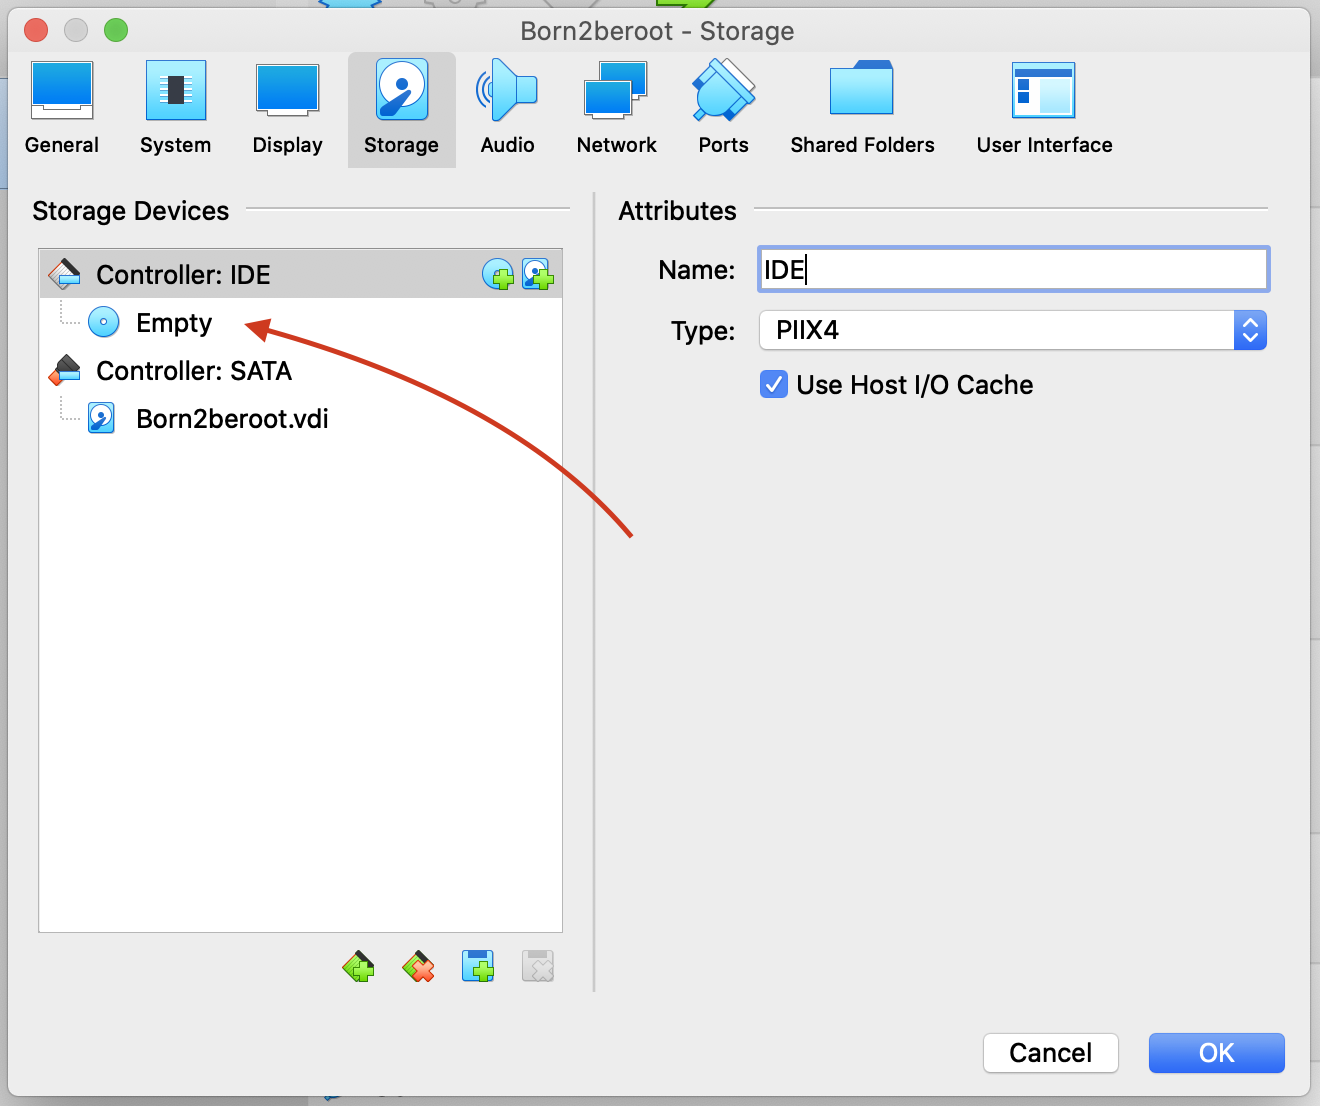 Born2beroot - Storage
General System Display Storage Audio Network Ports Shared Folders User Interface
Storage Devices
Attributes
Controller: IDE
Empty
Controller: SATA
Born2beroot.vdi
Name: IDE
Type: PIIX4
Use Host I/O Cache
Cancel OK